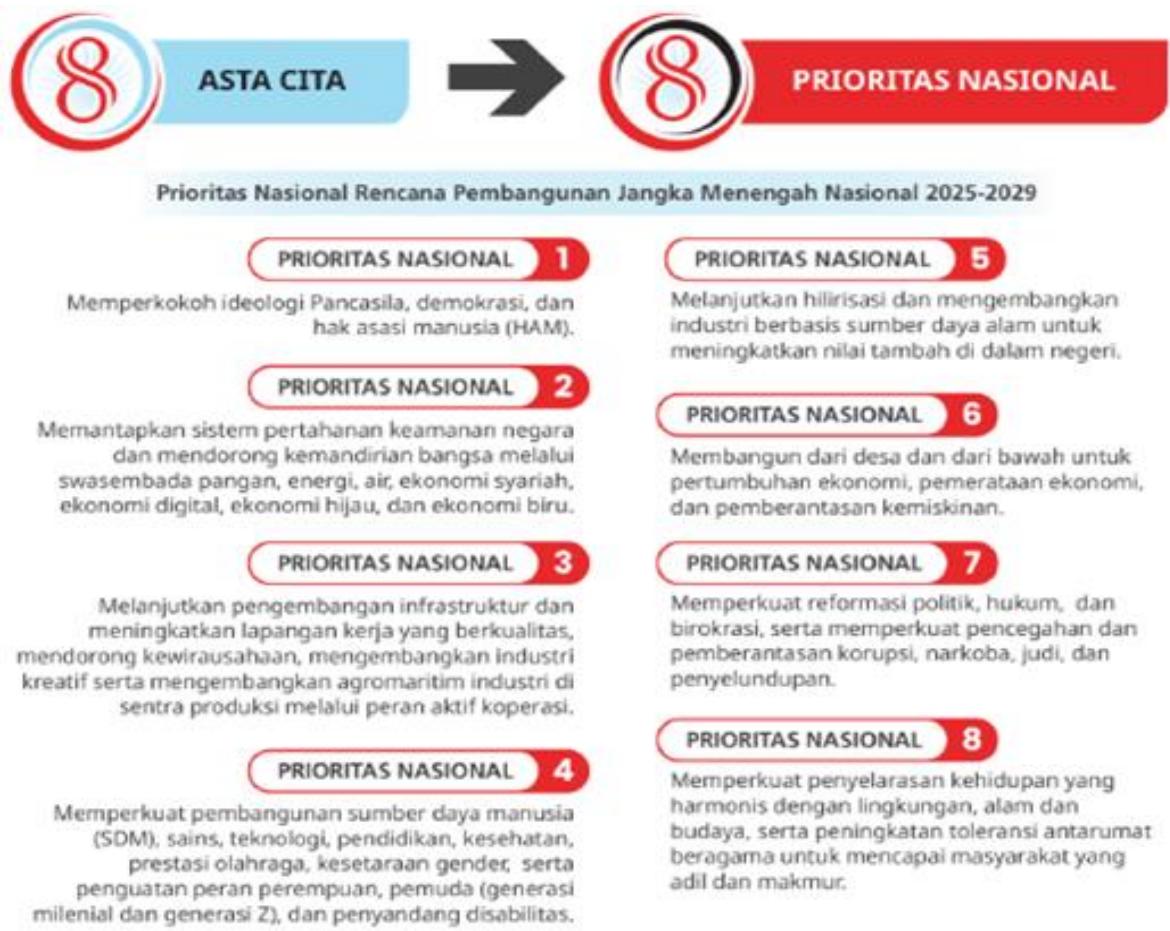 8
ASTA CITA
8
PRIORITAS NASIONAL
Prioritas Nasional Rencana Pembangunan Jangka Menengah Nasional 2025-2029
PRIORITAS NASIONAL 1
Memperkokoh ideologi Pancasila, demokrasi, dan
hak asasi manusia (HAM).
PRIORITAS NASIONAL 2
Memantapkan sistem pertahanan keamanan negara
dan mendorong kemandirian bangsa melalui
swasembada pangan, energi, air, ekonomi syariah,
ekonomi digital, ekonomi hijau, dan ekonomi biru.
PRIORITAS NASIONAL 3
Melanjutkan pengembangan infrastruktur dan
meningkatkan lapangan kerja yang berkualitas,
mendorong kewirausahaan, mengembangkan industri
kreatif serta mengembangkan agromaritim industri di
sentra produksi melalui peran aktif koperasi.
PRIORITAS NASIONAL 4
Memperkuat pembangunan sumber daya manusia
(SDM), sains, teknologi, pendidikan, kesehatan,
prestasi olahraga, kesetaraan gender, serta
penguatan peran perempuan, pemuda (generasi
milenial dan generasi Z), dan penyandang disabilitas.
PRIORITAS NASIONAL 5
Melanjutkan hilirisasi dan mengembangkan
industri berbasis sumber daya alam untuk
meningkatkan nilai tambah di dalam negeri.
PRIORITAS NASIONAL 6
Membangun dari desa dan dari bawah untuk
pertumbuhan ekonomi, pemerataan ekonomi,
dan pemberantasan kemiskinan.
PRIORITAS NASIONAL 7
Memperkuat reformasi politik, hukum, dan
birokrasi, serta memperkuat pencegahan dan
pemberantasan korupsi, narkoba, judi, dan
penyelundupan.
PRIORITAS NASIONAL 8
Memperkuat penyelarasan kehidupan yang
harmonis dengan lingkungan, alam dan
budaya, serta peningkatan toleransi antarumat
beragama untuk mencapai masyarakat yang
adil dan makmur.